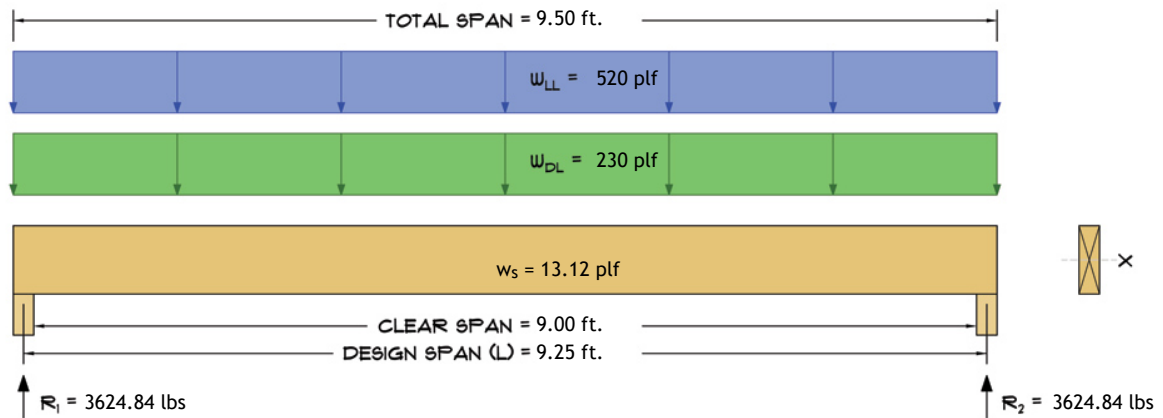 TOTAL SPAN = 9.50 ft.
wLL = 520 plf
wDL = 230 plf
ws = 13.12 plf
X
CLEAR SPAN = 9.00 ft.
DESIGN SPAN (L) = 9.25 ft.
R1 = 3624.84 lbs
R2 = 3624.84 lbs